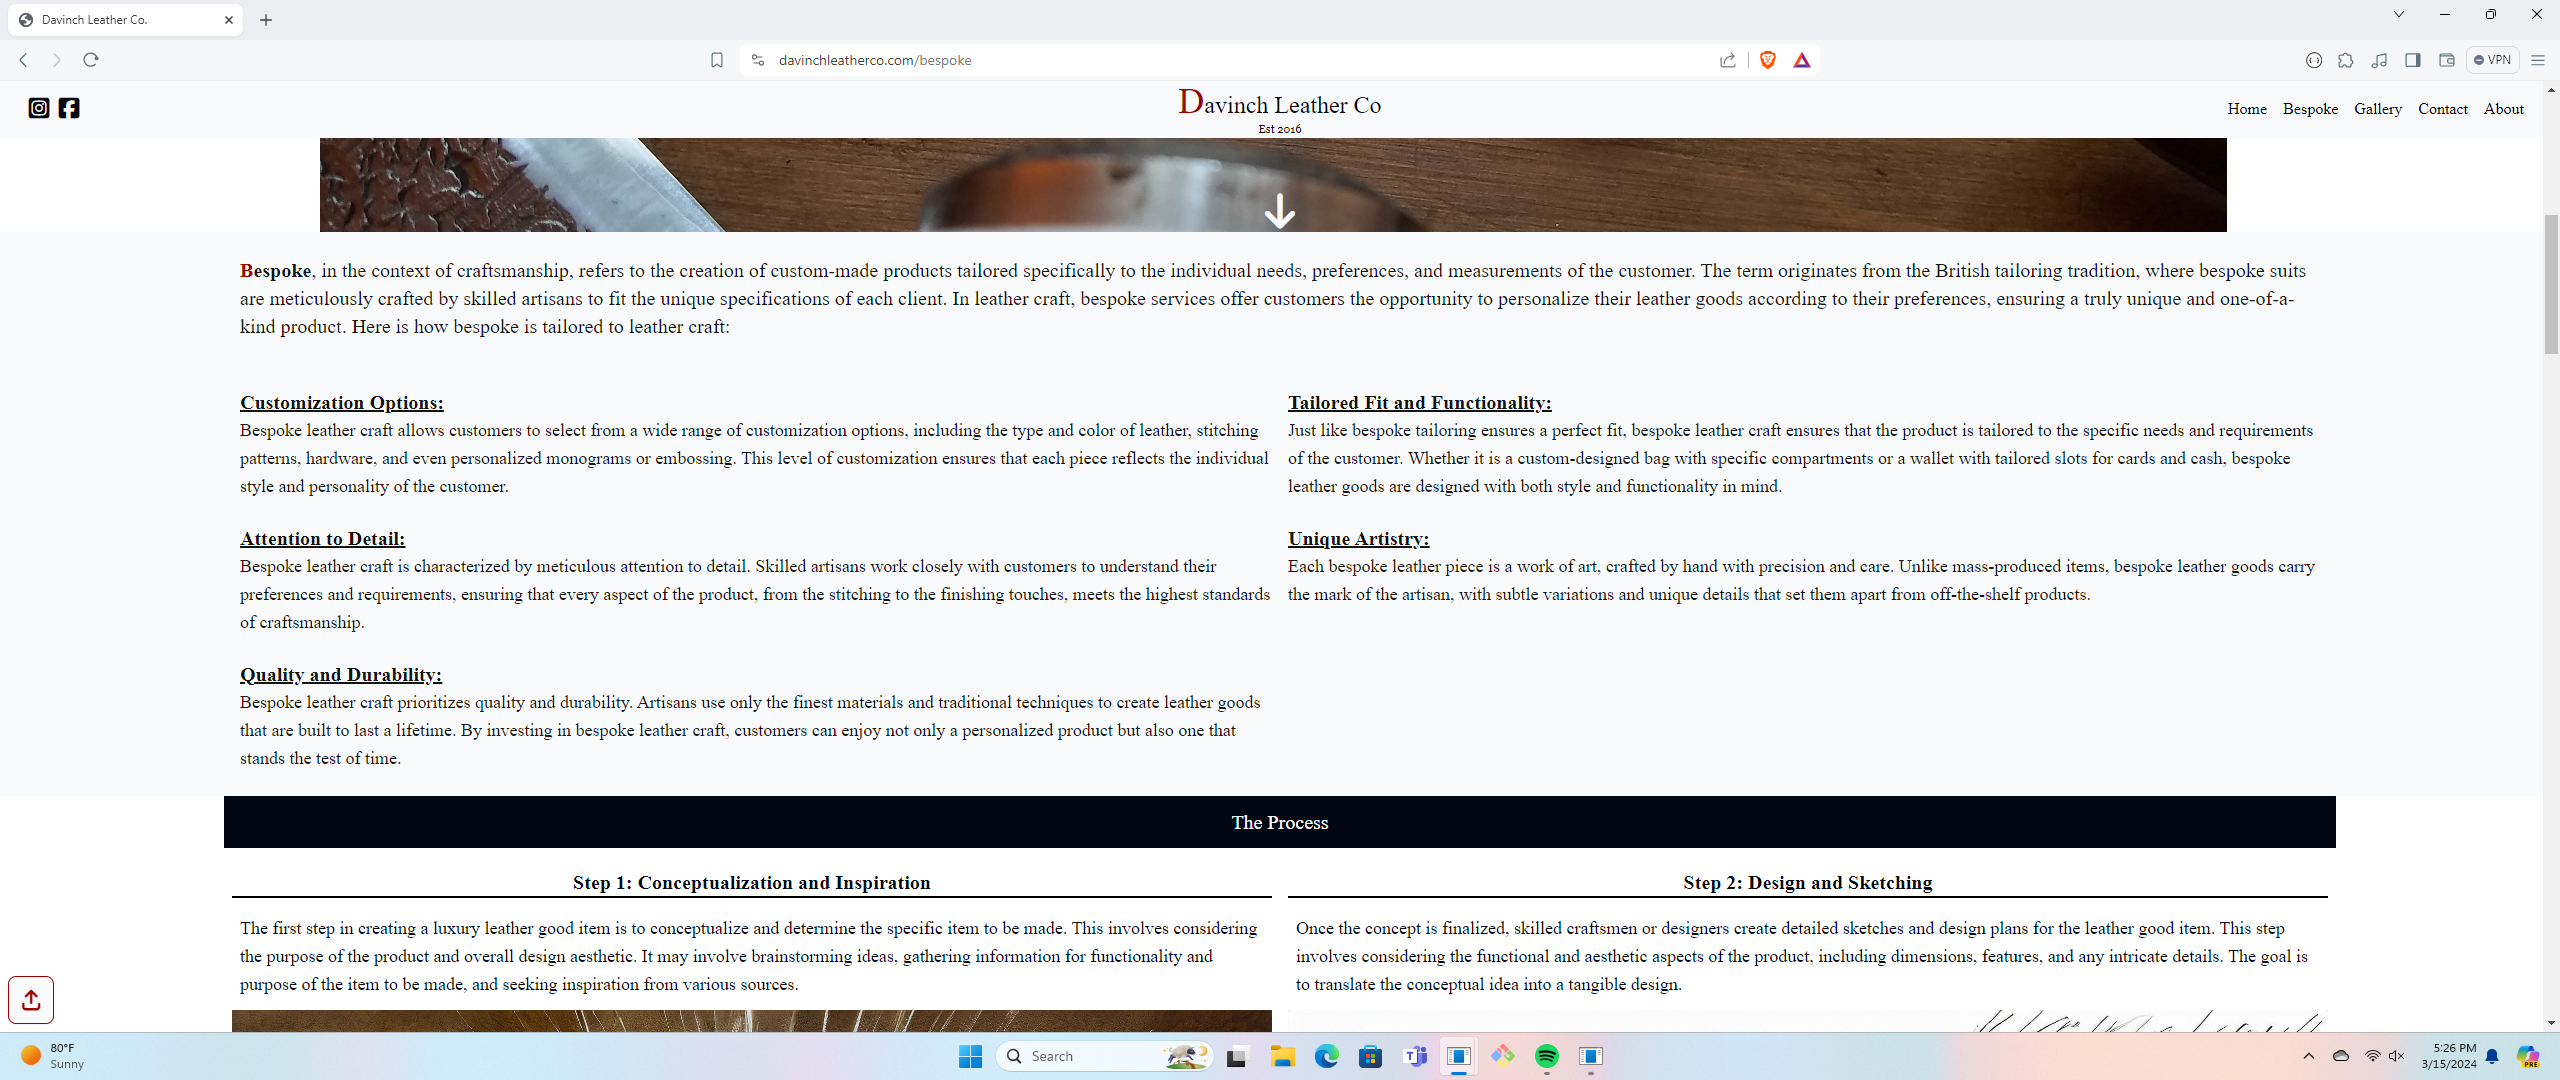 Davinch Leather Co.
davinchleatherco.com/bespoke
VPN
Davinch Leather Co
Est 2016
Home Bespoke Gallery Contact About
Bespoke, in the context of craftsmanship, refers to the creation of custom-made products tailored specifically to the individual needs, preferences, and measurements of the customer. The term originates from the British tailoring tradition, where bespoke suits
are meticulously crafted by skilled artisans to fit the unique specifications of each client. In leather craft, bespoke services offer customers the opportunity to personalize their leather goods according to their preferences, ensuring a truly unique and one-of-a-
kind product. Here is how bespoke is tailored to leather craft:
Customization Options:
Bespoke leather craft allows customers to select from a wide range of customization options, including the type and color of leather, stitching
patterns, hardware, and even personalized monograms or embossing. This level of customization ensures that each piece reflects the individual
style and personality of the customer.
Tailored Fit and Functionality:
Just like bespoke tailoring ensures a perfect fit, bespoke leather craft ensures that the product is tailored to the specific needs and requirements
of the customer. Whether it is a custom-designed bag with specific compartments or a wallet with tailored slots for cards and cash, bespoke
leather goods are designed with both style and functionality in mind.
Attention to Detail:
Bespoke leather craft is characterized by meticulous attention to detail. Skilled artisans work closely with customers to understand their
preferences and requirements, ensuring that every aspect of the product, from the stitching to the finishing touches, meets the highest standards
of craftsmanship.
Unique Artistry:
Each bespoke leather piece is a work of art, crafted by hand with precision and care. Unlike mass-produced items, bespoke leather goods carry
the mark of the artisan, with subtle variations and unique details that set them apart from off-the-shelf products.
Quality and Durability:
Bespoke leather craft prioritizes quality and durability. Artisans use only the finest materials and traditional techniques to create leather goods
that are built to last a lifetime. By investing in bespoke leather craft, customers can enjoy not only a personalized product but also one that
stands the test of time.
The Process
Step 1: Conceptualization and Inspiration
The first step in creating a luxury leather good item is to conceptualize and determine the specific item to be made. This involves considering
the purpose of the product and overall design aesthetic. It may involve brainstorming ideas, gathering information for functionality and
purpose of the item to be made, and seeking inspiration from various sources.
Step 2: Design and Sketching
Once the concept is finalized, skilled craftsmen or designers create detailed sketches and design plans for the leather good item. This step
involves considering the functional and aesthetic aspects of the product, including dimensions, features, and any intricate details. The goal is
to translate the conceptual idea into a tangible design.
80°F
Sunny
Search
5:26 PM
3/15/2024
PRE